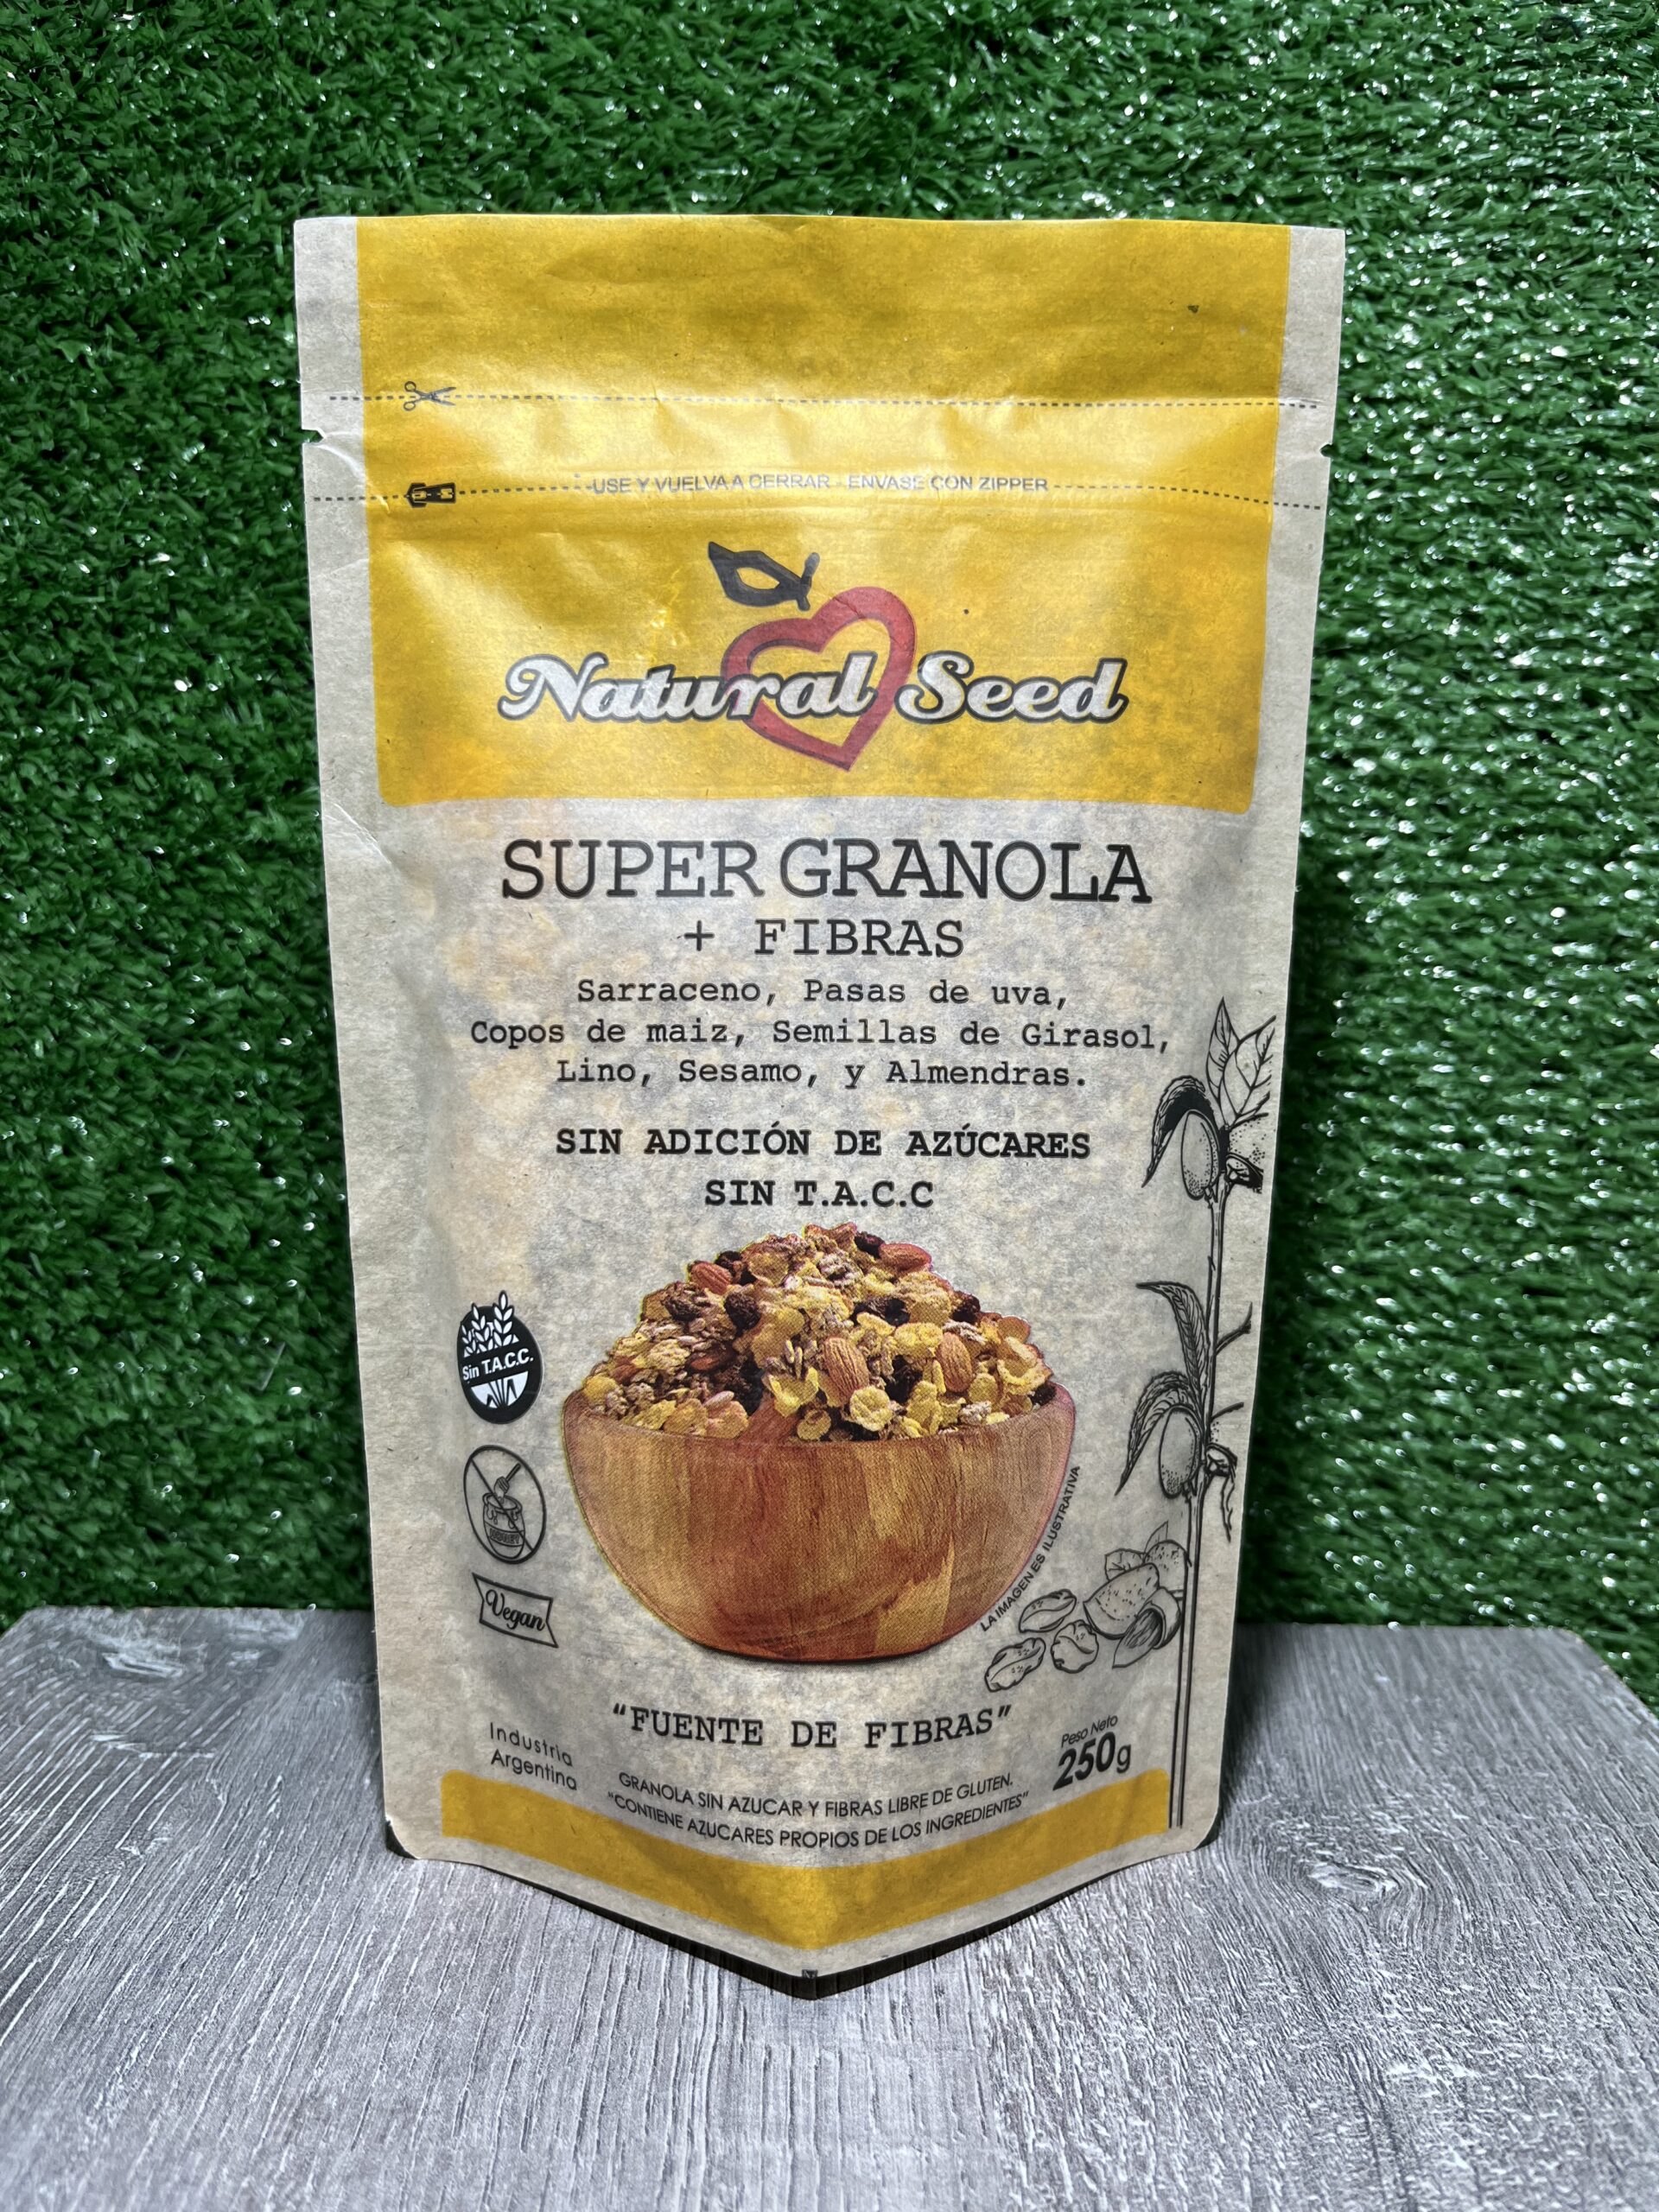 USE Y VUELVA A CERRAR - ENVASE CON ZIPPER
Natural Seed
SUPER GRANOLA
+ FIBRAS
Sarraceno, Pasas de uva,
Copos de maiz, Semillas de Girasol,
Lino, Sesamo, y Almendras.
SIN ADICIÓN DE AZÚCARES
SIN T.A.C.C
Sin T.A.C.C.
Vegan
LA IMAGEN ES ILUSTRATIVA
"FUENTE DE FIBRAS"
Industria
Argentina
Peso Neto
250g
GRANOLA SIN AZUCAR Y FIBRAS LIBRE DE GLUTEN.
"CONTIENE AZUCARES PROPIOS DE LOS INGREDIENTES"